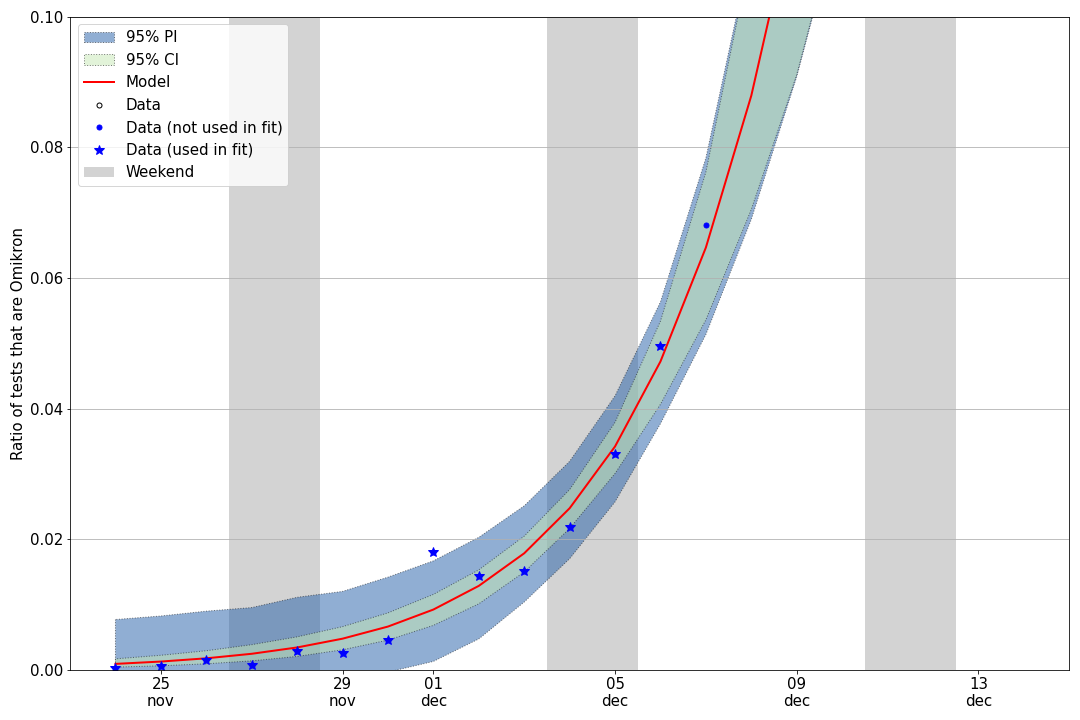 0.10
0.08
0.06
0.04
0.02
0.00
Ratio of tests that are Omikron
95% PI
95% CI
Model
Data
Data (not used in fit)
Data (used in fit)
Weekend
25 29 01 05 09 13
nov nov dec dec dec dec